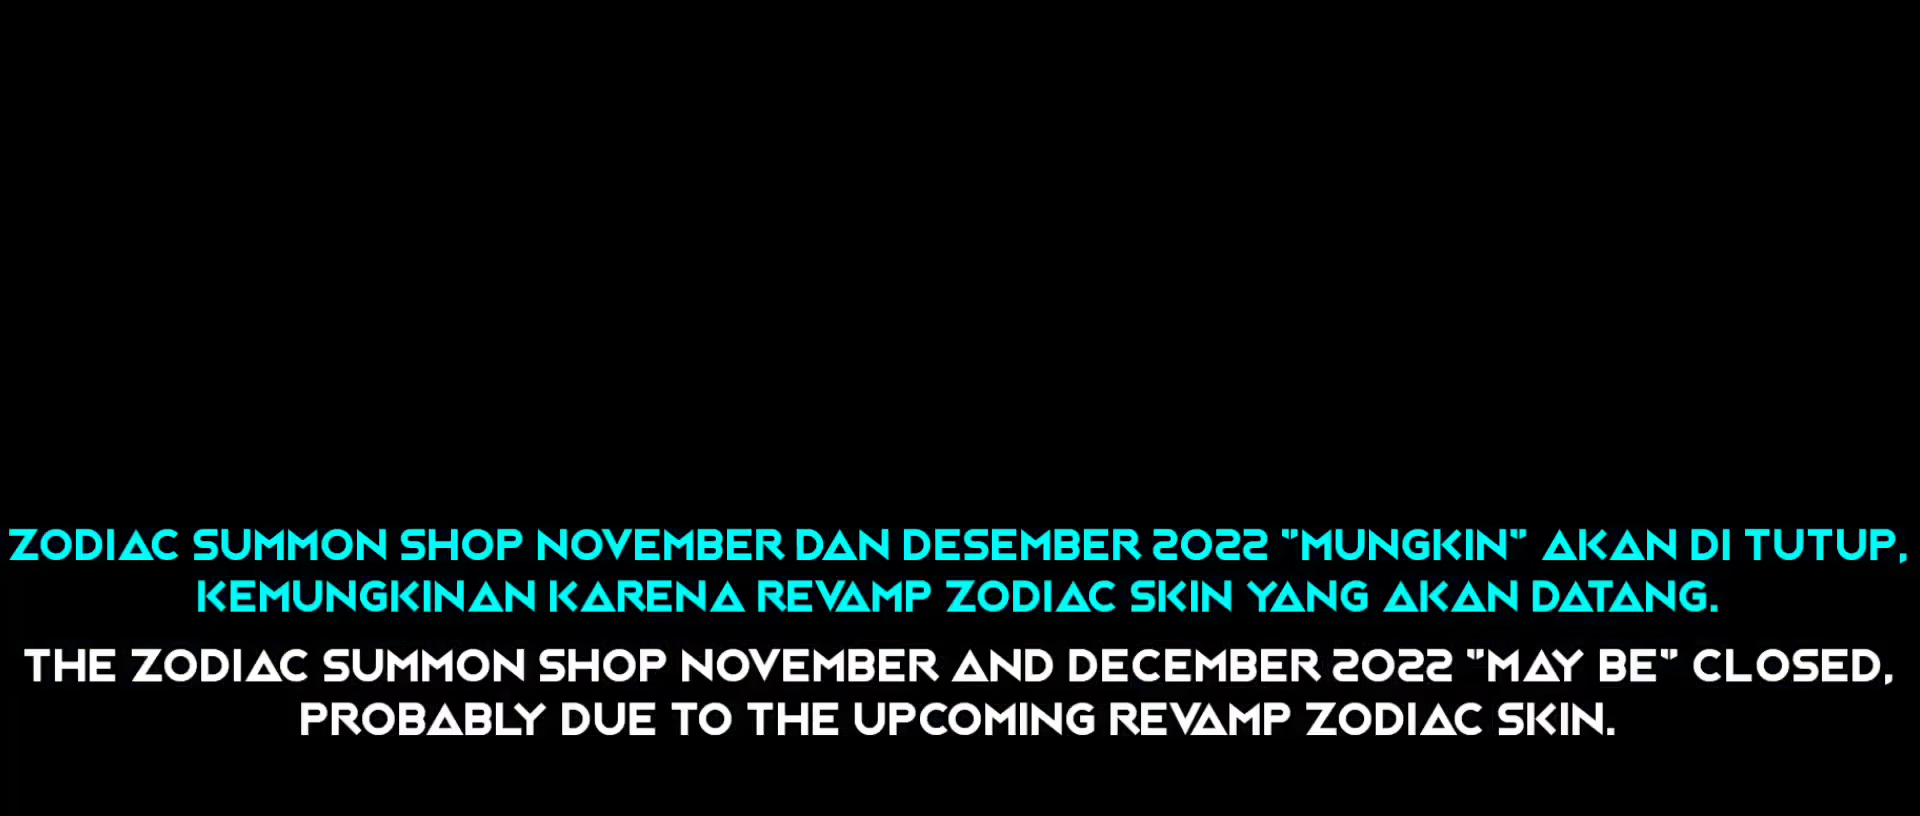 ZODIAC SUMMON SHOP NOVEMBER DAN DESEMBER 2022 "MUNGKIN" AKAN DI TUTUP,
KEMUNGKINAN KARENA REVAMP ZODIAC SKIN YANG AKAN DATANG.
THE ZODIAC SUMMON SHOP NOVEMBER AND DECEMBER 2022 "MAY BE" CLOSED,
PROBABLY DUE TO THE UPCOMING REVAMP ZODIAC SKIN.